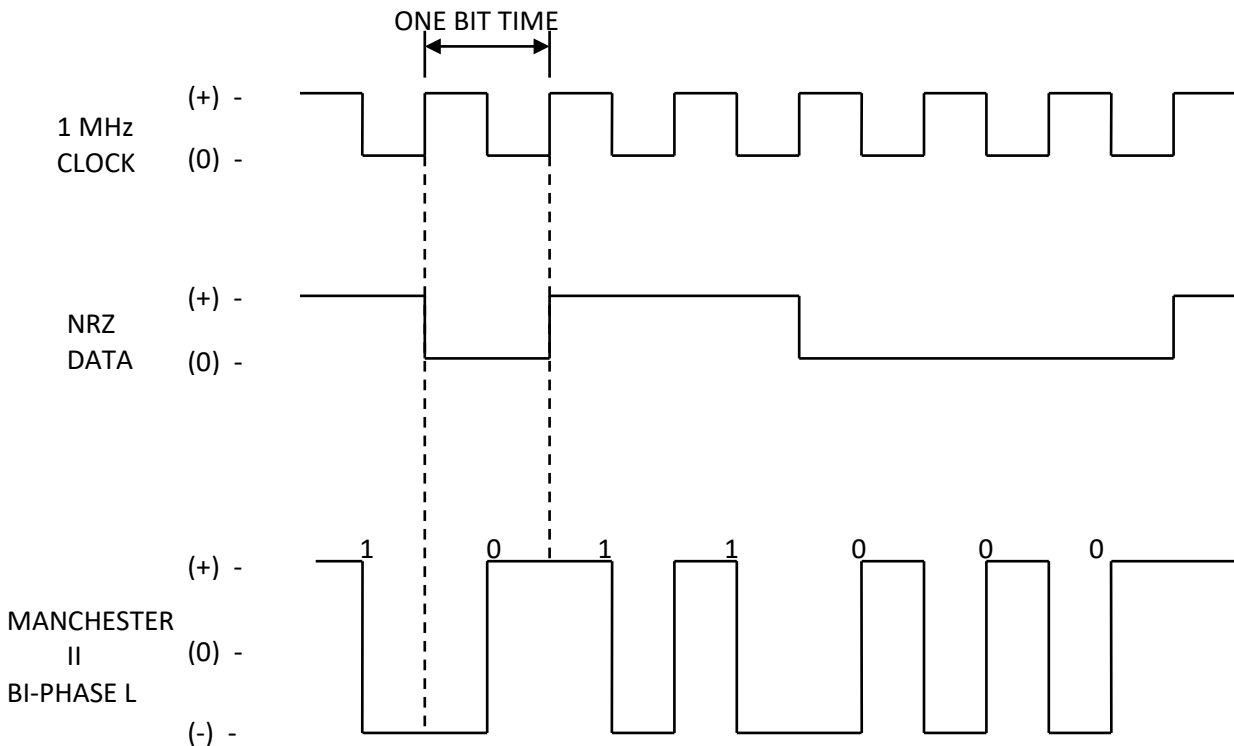 ONE BIT TIME
(+) -
1 MHz
CLOCK
(0) -
(+) -
NRZ
DATA
(0) -
1 0 1 1 0 0 0
(+) -
MANCHESTER
II
(0) -
BI-PHASE L
(-) -